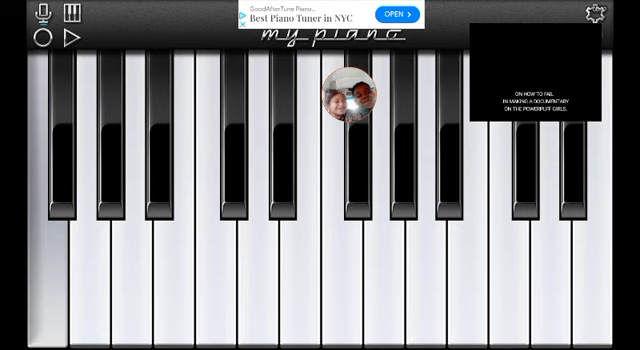 GoodAfterTune Piano...
Best Piano Tuner in NYC
OPEN
my piano
ON HOW TO FAIL
IN MAKING A DOCUMENTARY
ON THE POWERPUFF GIRLS.